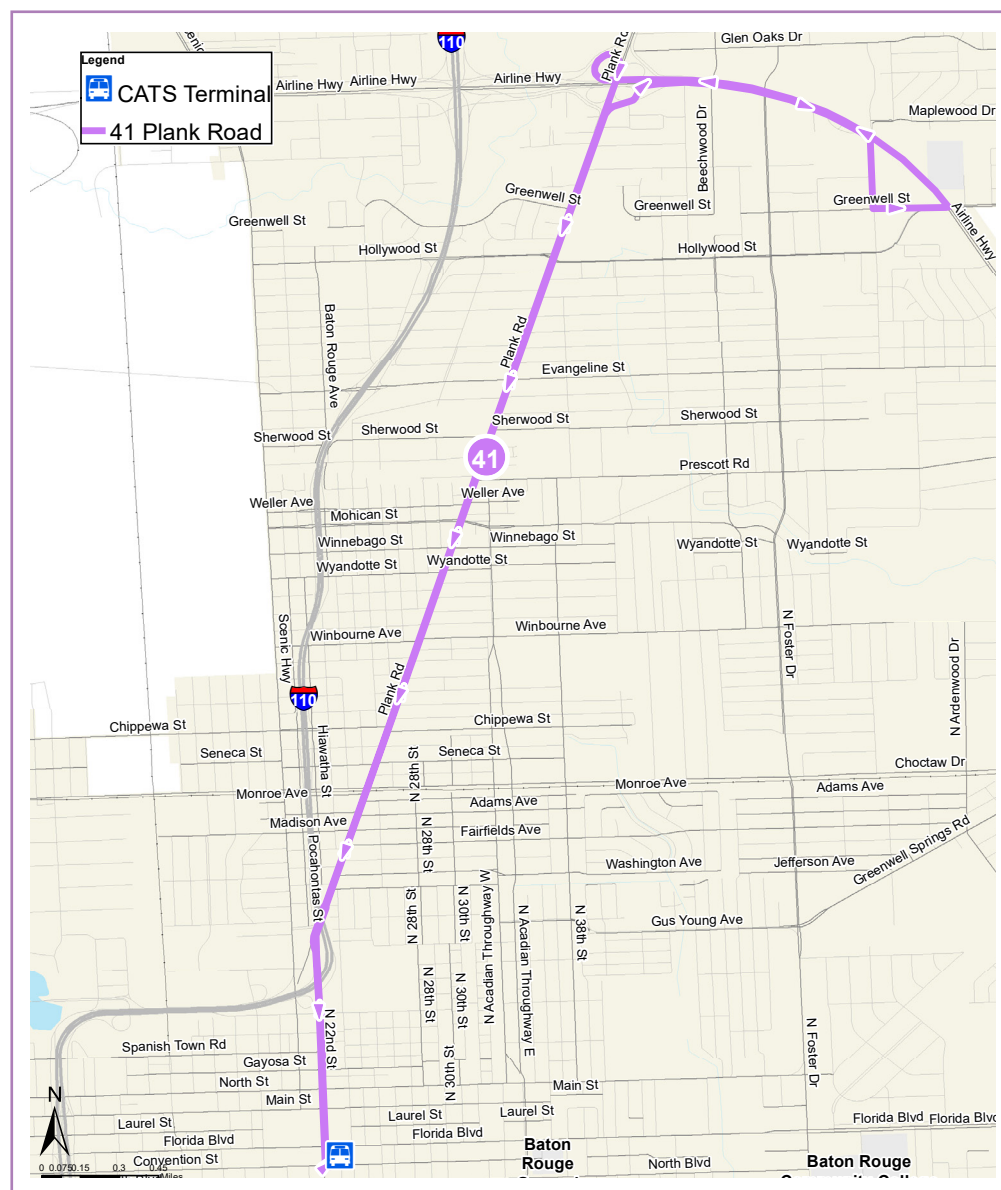 Legend
CATS Terminal
41 Plank Road
110
Plank Rd
Glen Oaks Dr
Airline Hwy
Airline Hwy
Airline Hwy
Maplewood Dr
Beechwood Dr
Greenwell St
Greenwell St
Greenwell St
Greenwell St
Airline Hwy
Hollywood St
Hollywood St
Baton Rouge Ave
Plank Rd
Evangeline St
Sherwood St
Sherwood St
Sherwood St
Sherwood St
41
Prescott Rd
Weller Ave
Weller Ave
Mohican St
Winnebago St
Winnebago St
Wyandotte St
Wyandotte St
Wyandotte St
Wyandotte St
Scenic Hwy
Winbourne Ave
Winbourne Ave
N Foster Dr
N Ardenwood Dr
110
Plank Rd
Chippewa St
Chippewa St
Hiawatha St
Seneca St
Seneca St
N 28th St
Choctaw Dr
Monroe Ave
Monroe Ave
Adams Ave
Adams Ave
Madison Ave
Fairfields Ave
N 28th St
Pocahontas St
Washington Ave
Jefferson Ave
Greenwell Springs Rd
N 28th St
N 30th St
N Acadian Throughway W
N Acadian Throughway E
N 38th St
Gus Young Ave
N 28th St
N 30th St
N 22nd St
N Foster Dr
Spanish Town Rd
Gayosa St
N 30th St
North St
Main St
Main St
Laurel St
Laurel St
Laurel St
Florida Blvd
Florida Blvd
Florida Blvd
Florida Blvd
Convention St
North Blvd
Baton
Rouge
Baton Rouge
N
0 0.075 0.15 0.3 0.45
Miles